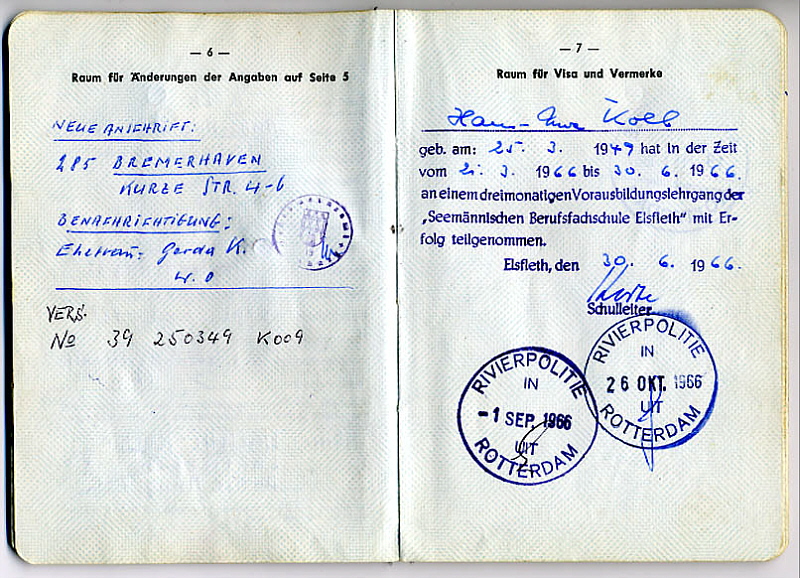 — 6 —
Raum für Änderungen der Angaben auf Seite 5
NEUE ANSCHRIFT:
285 BREMERHAVEN
KURZE STR. 4-6
BENACHRICHTIGUNG:
Ehefrau: Gerda K.
w. o
VERS.
No 39 250349 K009
— 7 —
Raum für Visa und Vermerke
Hans-
geb. am: 25. 3. 1949 hat in der Zeit
vom 21. 3. 1966 bis 30. 6. 1966.
an einem dreimonatigen Vorausbildungslehrgang der
„Seemännischen Berufsfachschule Elsfleth" mit Er-
folg teilgenommen.
Elsfleth, den 30. 6. 1966.
Schulleiter
RIVIERPOLITIE
IN
-1 SEP. 1966
UIT
ROTTERDAM
RIVIERPOLITIE
IN
26 OKT. 1966
UIT
ROTTERDAM